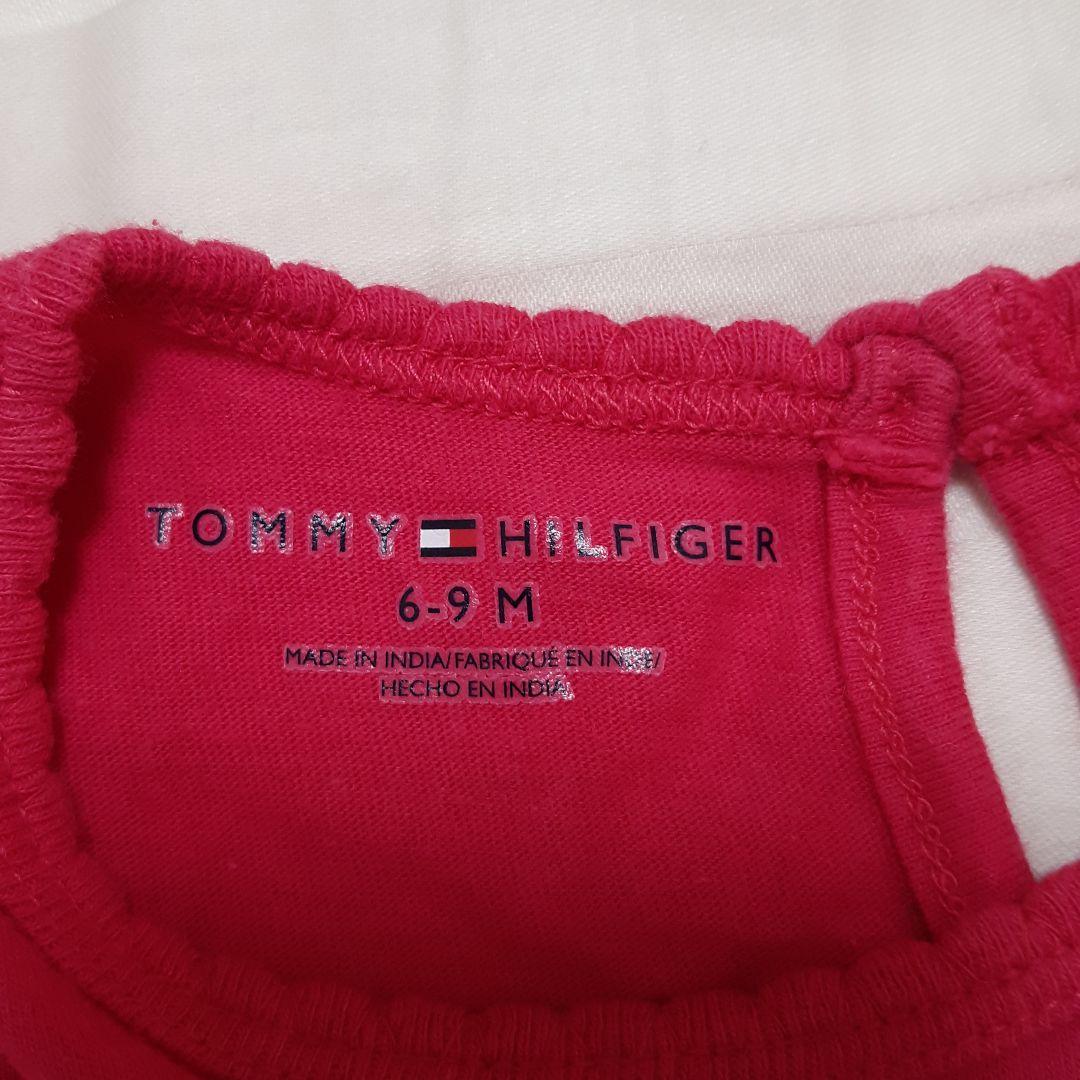 TOMMY HILFIGER
6-9 M
MADE IN INDIA/FABRIQUÉ EN INDE/
HECHO EN INDIA